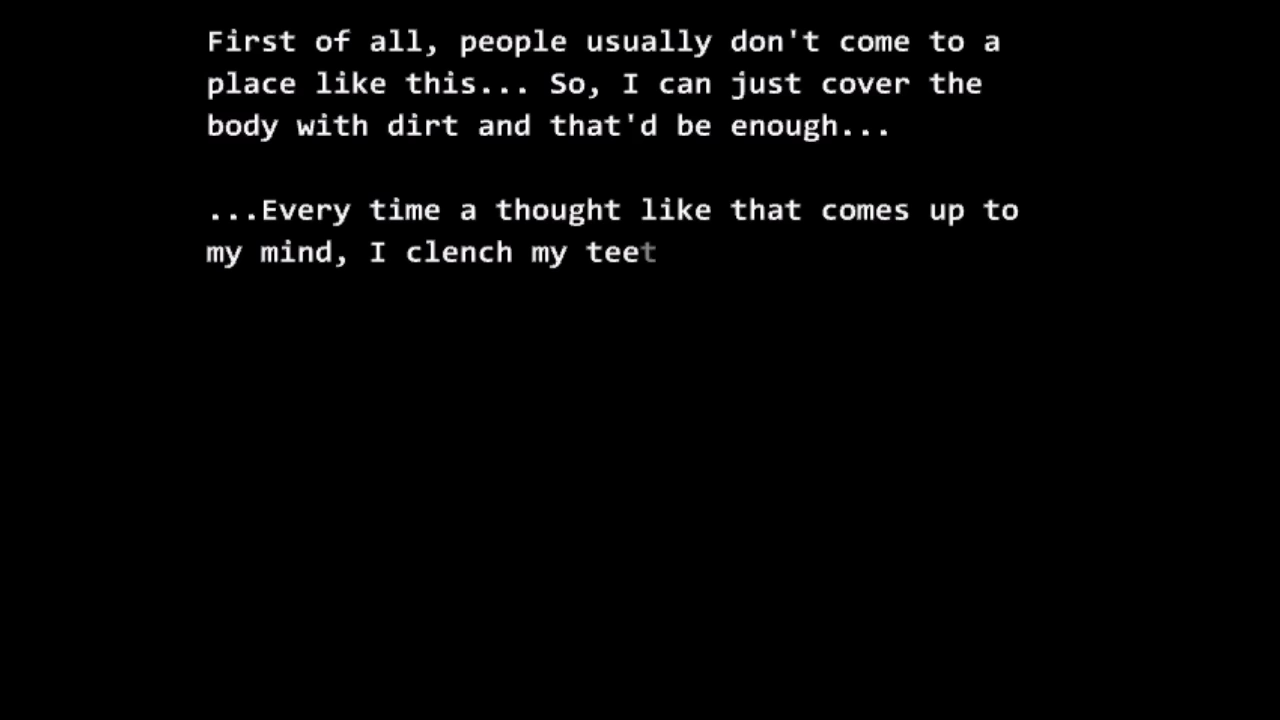 First of all, people usually don't come to a
place like this... So, I can just cover the
body with dirt and that'd be enough...
...Every time a thought like that comes up to
my mind, I clench my teet